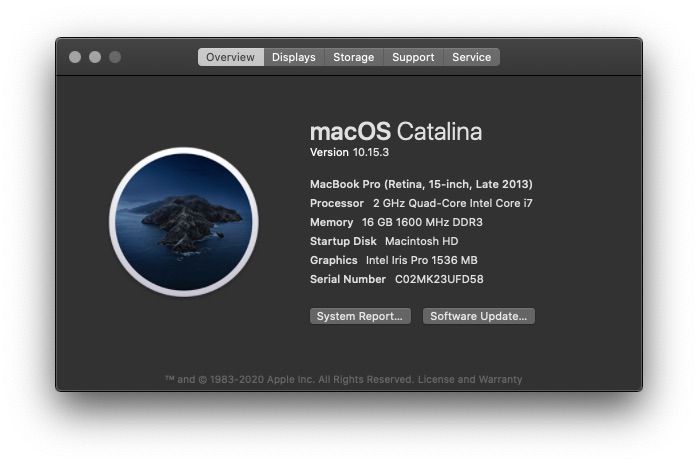 Overview Displays Storage Support Service
macOS Catalina
Version 10.15.3
MacBook Pro (Retina, 15-inch, Late 2013)
Processor 2 GHz Quad-Core Intel Core i7
Memory 16 GB 1600 MHz DDR3
Startup Disk Macintosh HD
Graphics Intel Iris Pro 1536 MB
Serial Number C02MK23UFD58
System Report... Software Update...
™ and © 1983-2020 Apple Inc. All Rights Reserved. License and Warranty